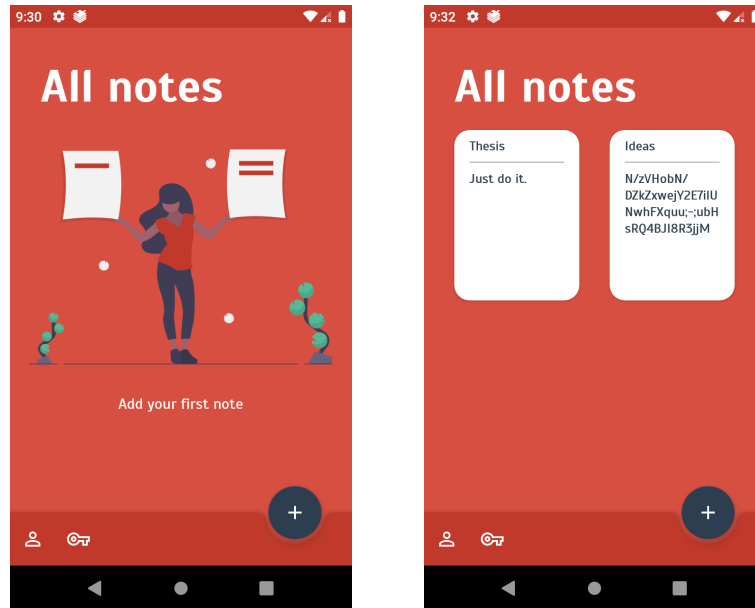 9:30
All notes
Add your first note
9:32
All notes
Thesis
Just do it.
Ideas
N/zVHobN/
DZkZxwejY2E7iIU
NwhFXquu;-;ubH
sRQ4BJI8R3jjM